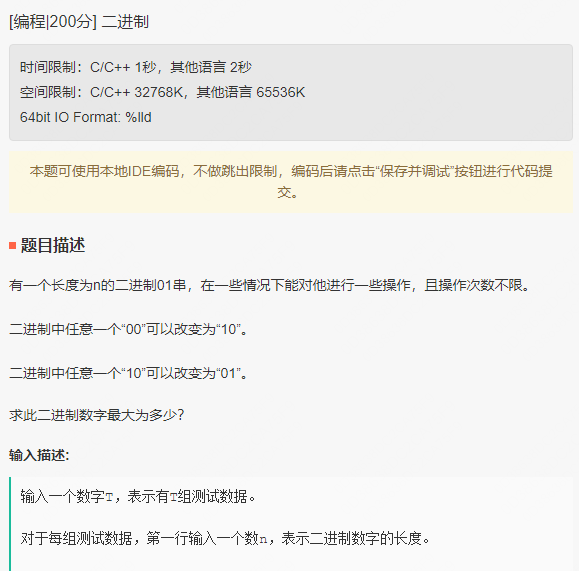 [编程|200分] 二进制
时间限制：C/C++ 1秒，其他语言 2秒
空间限制：C/C++ 32768K，其他语言 65536K
64bit IO Format: %lld
本题可使用本地IDE编码，不做跳出限制，编码后请点击“保存并调试”按钮进行代码提
交。
题目描述
有一个长度为n的二进制01串，在一些情况下能对他进行一些操作，且操作次数不限。
二进制中任意一个“00”可以改变为“10”。
二进制中任意一个“10”可以改变为“01”。
求此二进制数字最大为多少？
输入描述:
输入一个数字T，表示有T组测试数据。
对于每组测试数据，第一行输入一个数n，表示二进制数字的长度。